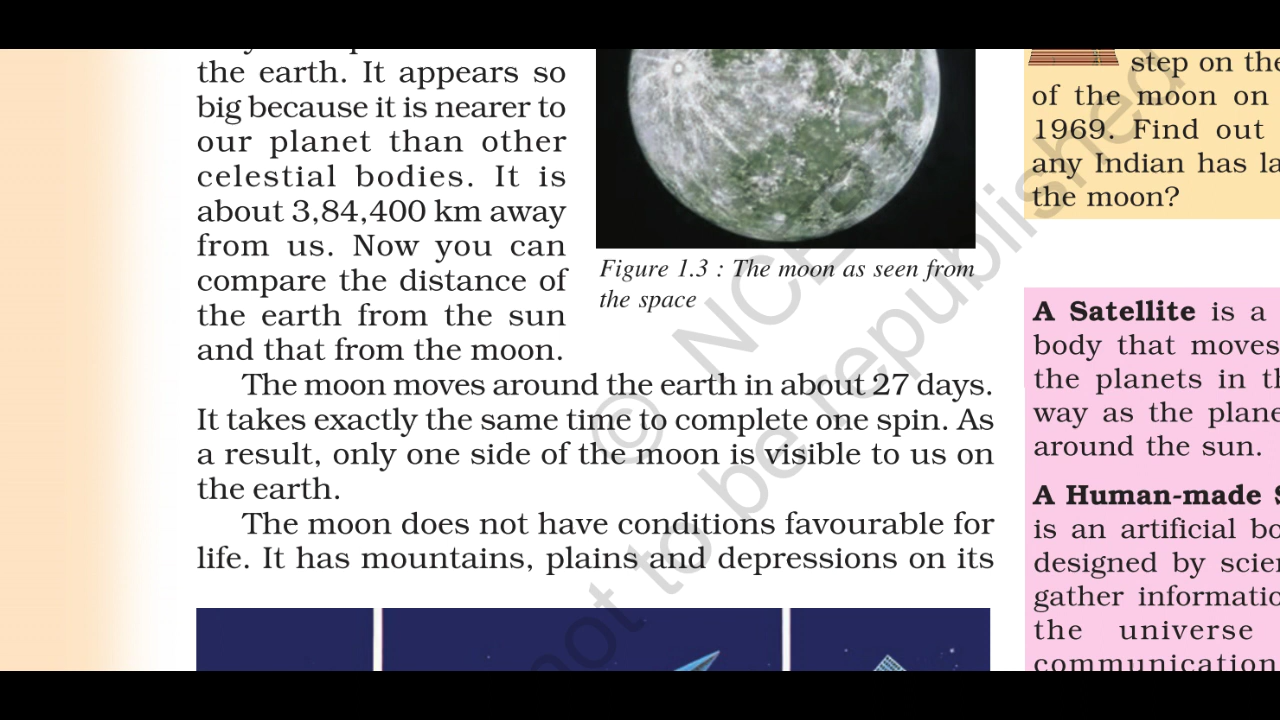 the earth. It appears so
big because it is nearer to
our planet than other
celestial bodies. It is
about 3,84,400 km away
from us. Now you can
compare the distance of
the earth from the sun
and that from the moon.
Figure 1.3 : The moon as seen from
the space
The moon moves around the earth in about 27 days.
It takes exactly the same time to complete one spin. As
a result, only one side of the moon is visible to us on
the earth.
The moon does not have conditions favourable for
life. It has mountains, plains and depressions on its
step on the
of the moon on
1969. Find out
any Indian has la
the moon?
A Satellite is a
body that moves
the planets in th
way as the plane
around the sun.
A Human-made S
is an artificial bo
designed by scien
gather informatio
the universe
communication
© NCE
not to be republished